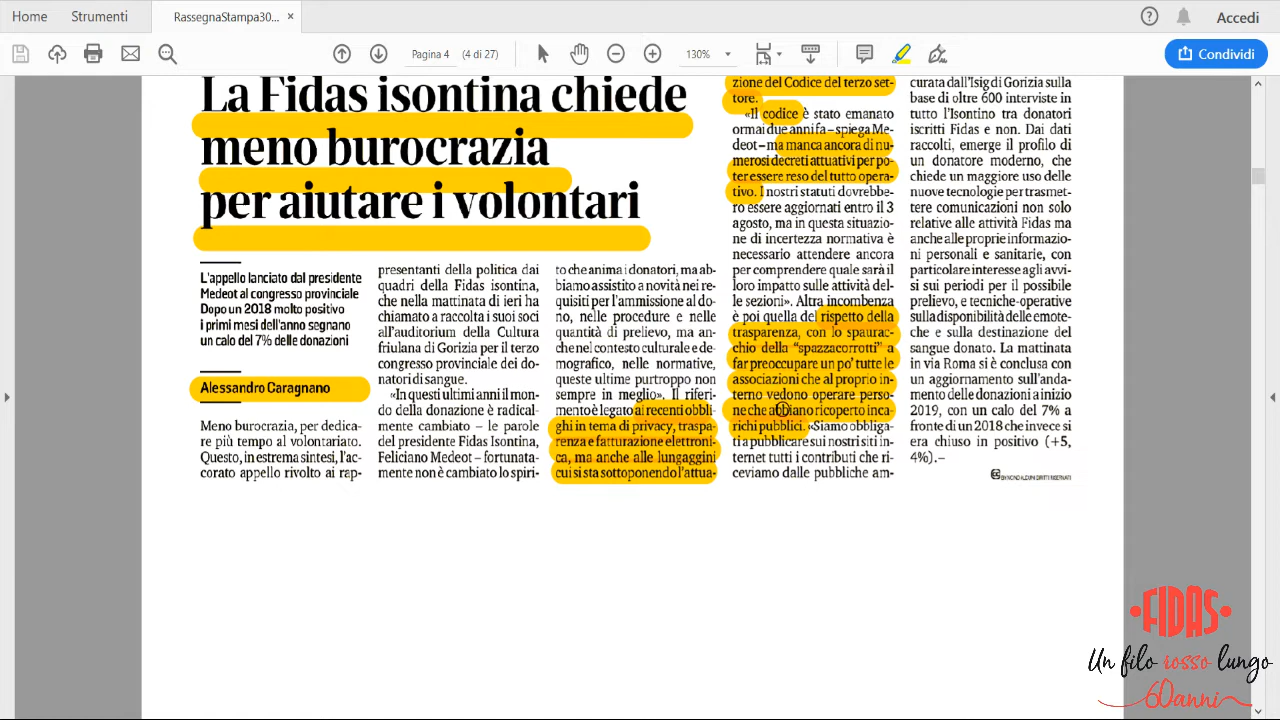 Home
Strumenti
RassegnaStampa30...
×
Accedi
Pagina 4
(4 di 27)
130%
Condividi
La Fidas isontina chiede
meno burocrazia
per aiutare i volontari
L'appello lanciato dal presidente
Medeot al congresso provinciale
Dopo un 2018 molto positivo
i primi mesi dell'anno segnano
un calo del 7% delle donazioni
Alessandro Caragnano
Meno burocrazia, per dedica-
re più tempo al volontariato.
Questo, in estrema sintesi, l'ac-
corato appello rivolto ai rap-
presentanti della politica dai
quadri della Fidas isontina,
che nella mattinata di ieri ha
chiamato a raccolta i suoi soci
all'auditorium della Cultura
friulana di Gorizia per il terzo
congresso provinciale dei do-
natori di sangue.
«In questi ultimi anni il mon-
do della donazione è radical-
mente cambiato – le parole
del presidente Fidas Isontina,
Feliciano Medeot – fortunata-
mente non è cambiato lo spiri-
to che anima i donatori, ma ab-
biamo assistito a novità nei re-
quisiti per l'ammissione al do-
no, nelle procedure e nelle
quantità di prelievo, ma an-
che nel contesto culturale e de-
mografico, nelle normative,
queste ultime purtroppo non
sempre in meglio». Il riferi-
mento è legato ai recenti obbli-
ghi in tema di privacy, traspa-
renza e fatturazione elettroni-
ca, ma anche alle lungaggini
cui si sta sottoponendo l'attua-
zione del Codice del terzo set-
tore.
«Il codice è stato emanato
ormai due anni fa – spiega Me-
deot – ma manca ancora di nu-
merosi decreti attuativi per po-
ter essere reso del tutto opera-
tivo. I nostri statuti dovrebbe-
ro essere aggiornati entro il 3
agosto, ma in questa situazio-
ne di incertezza normativa è
necessario attendere ancora
per comprendere quale sarà il
loro impatto sulle attività del-
le sezioni». Altra incombenza
è poi quella del rispetto della
trasparenza, con lo spaurac-
chio della “spazzacorrotti” a
far preoccupare un po' tutte le
associazioni che al proprio in-
terno vedono operare perso-
ne che abbiano ricoperto inca-
richi pubblici. «Siamo obbliga-
ti a pubblicare sui nostri siti in-
ternet tutti i contributi che ri-
ceviamo dalle pubbliche am-
curata dall'Isig di Gorizia sulla
base di oltre 600 interviste in
tutto l'Isontino tra donatori
iscritti Fidas e non. Dai dati
raccolti, emerge il profilo di
un donatore moderno, che
chiede un maggiore uso delle
nuove tecnologie per trasmet-
tere comunicazioni non solo
relative alle attività Fidas ma
anche alle proprie informazio-
ni personali e sanitarie, con
particolare interesse agli avvi-
si sui periodi per il possibile
prelievo, e tecniche-operative
sulla disponibilità delle emote-
che e sulla destinazione del
sangue donato. La mattinata
in via Roma si è conclusa con
un aggiornamento sull'anda-
mento delle donazioni a inizio
2019, con un calo del 7% a
fronte di un 2018 che invece si
era chiuso in positivo (+5,
4%).–
ALCUNI DIRITTI RISERVATI
FIDAS
Un filo rosso lungo
60anni